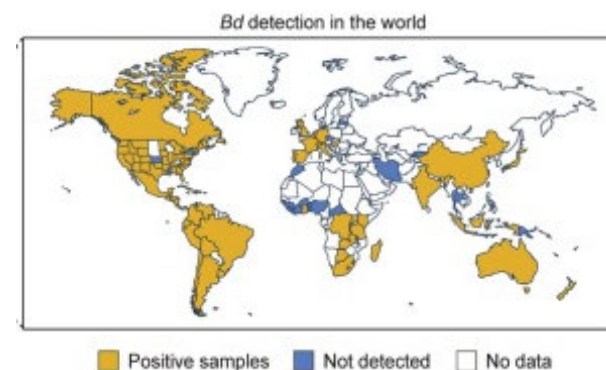 Bd detection in the world
Positive samples Not detected No data